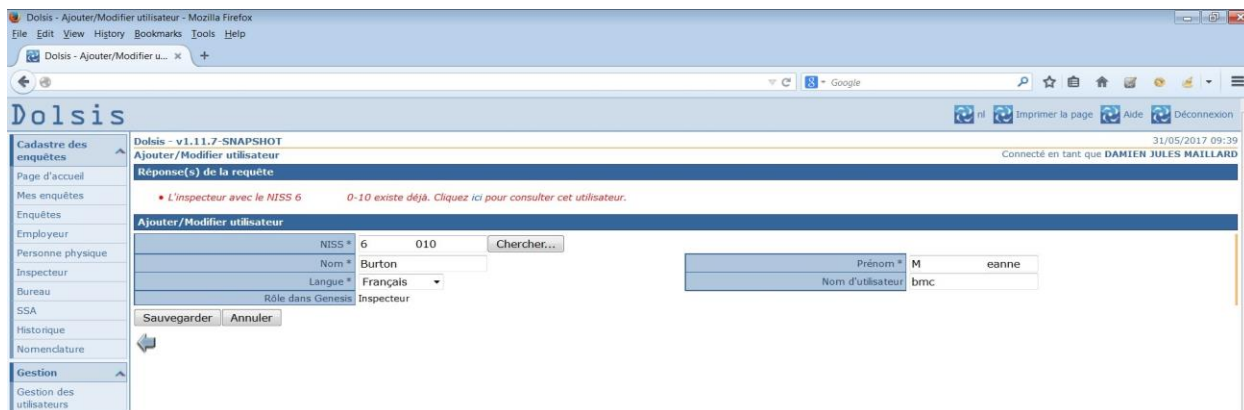 Dolsis - Ajouter/Modifier utilisateur - Mozilla Firefox
File Edit View History Bookmarks Tools Help
Dolsis - Ajouter/Modifier u... × +
Google
Dolsis
nl Imprimer la page Aide Déconnexion
Cadastre des enquêtes
Page d'accueil
Mes enquêtes
Enquêtes
Employeur
Personne physique
Inspecteur
Bureau
SSA
Historique
Nomenclature
Gestion
Gestion des utilisateurs
Dolsis - v1.11.7-SNAPSHOT 31/05/2017 09:39
Ajouter/Modifier utilisateur Connecté en tant que DAMIEN JULES MAILLARD
Réponse(s) de la requête
• L'inspecteur avec le NISS 6 0-10 existe déjà. Cliquez ici pour consulter cet utilisateur.
Ajouter/Modifier utilisateur
NISS * 6 010 Chercher...
Nom * Burton Prénom * M eanne
Langue * Français Nom d'utilisateur bmc
Rôle dans Genesis Inspecteur
Sauvegarder Annuler